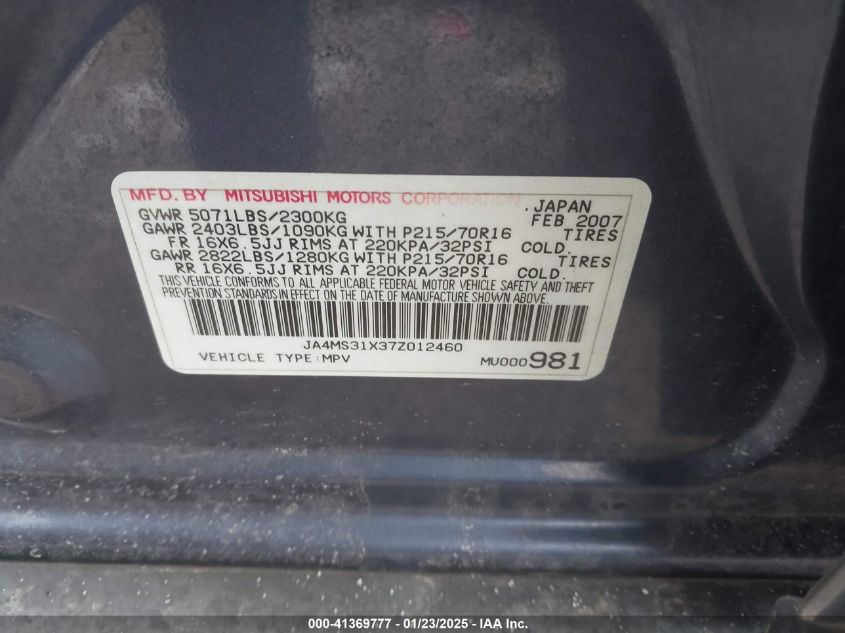 MFD. BY MITSUBISHI MOTORS CORPORATION. JAPAN
GVWR 5071LBS/2300KG FEB 2007
GAWR 2403LBS/1090KG WITH P215/70R16 TIRES
FR 16X6.5JJ RIMS AT 220KPA/32PSI COLD.
GAWR 2822LBS/1280KG WITH P215/70R16 TIRES
RR 16X6.5JJ RIMS AT 220KPA/32PSI COLD.
THIS VEHICLE CONFORMS TO ALL APPLICABLE FEDERAL MOTOR VEHICLE SAFETY AND THEFT
PREVENTION STANDARDS IN EFFECT ON THE DATE OF MANUFACTURE SHOWN ABOVE.
JA4MS31X37Z012460
VEHICLE TYPE:MPV MU000981
000-41369777 - 01/23/2025 - IAAI.com